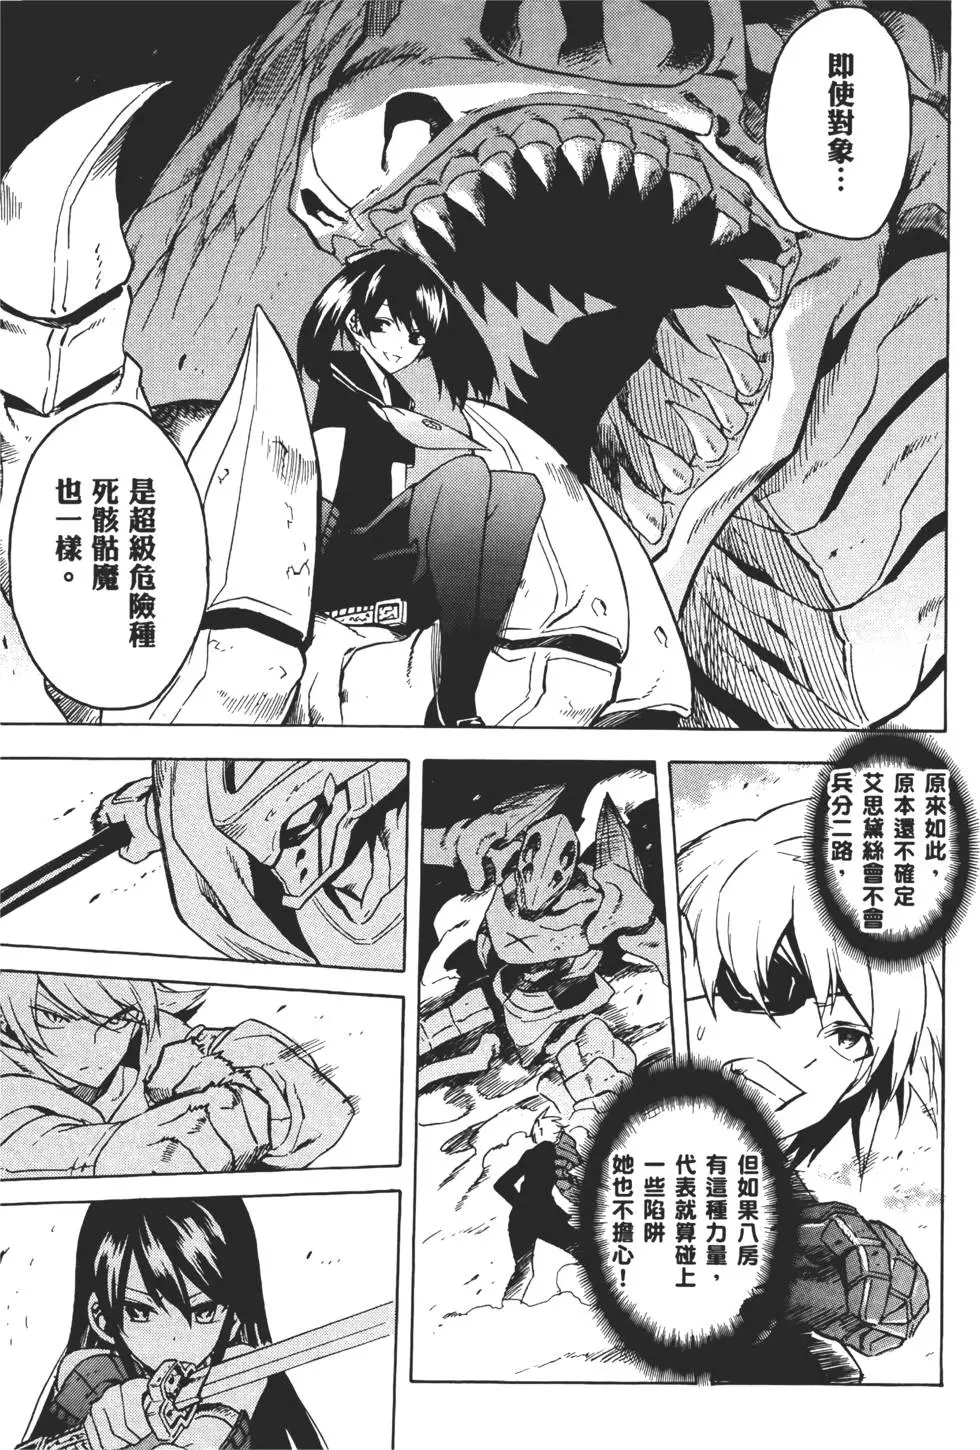 即使對象…
是超級危險種
死骸骷魔
也一樣。
原來如此，
原本還不確定
艾思黛絲會不會
兵分二路，
但如果八房
有這種力量，
代表就算碰上
一些陷阱
她也不擔心！